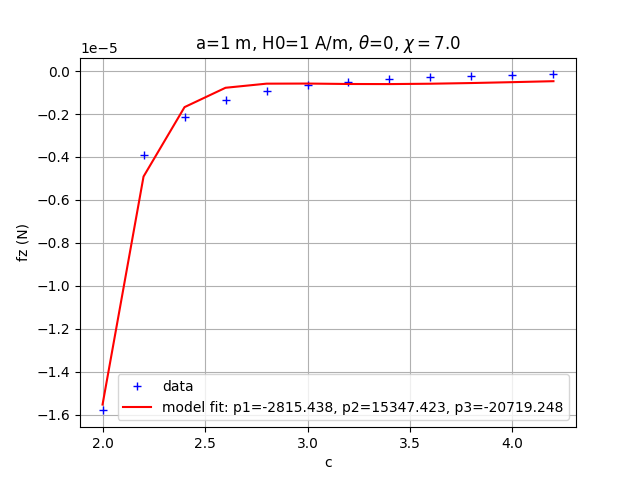 a=1 m, H0=1 A/m, θ=0, χ = 7.0
1e−5
0.0
−0.2
−0.4
−0.6
−0.8
−1.0
−1.2
−1.4
−1.6
fz (N)
data
model fit: p1=-2815.438, p2=15347.423, p3=-20719.248
2.0 2.5 3.0 3.5 4.0
c